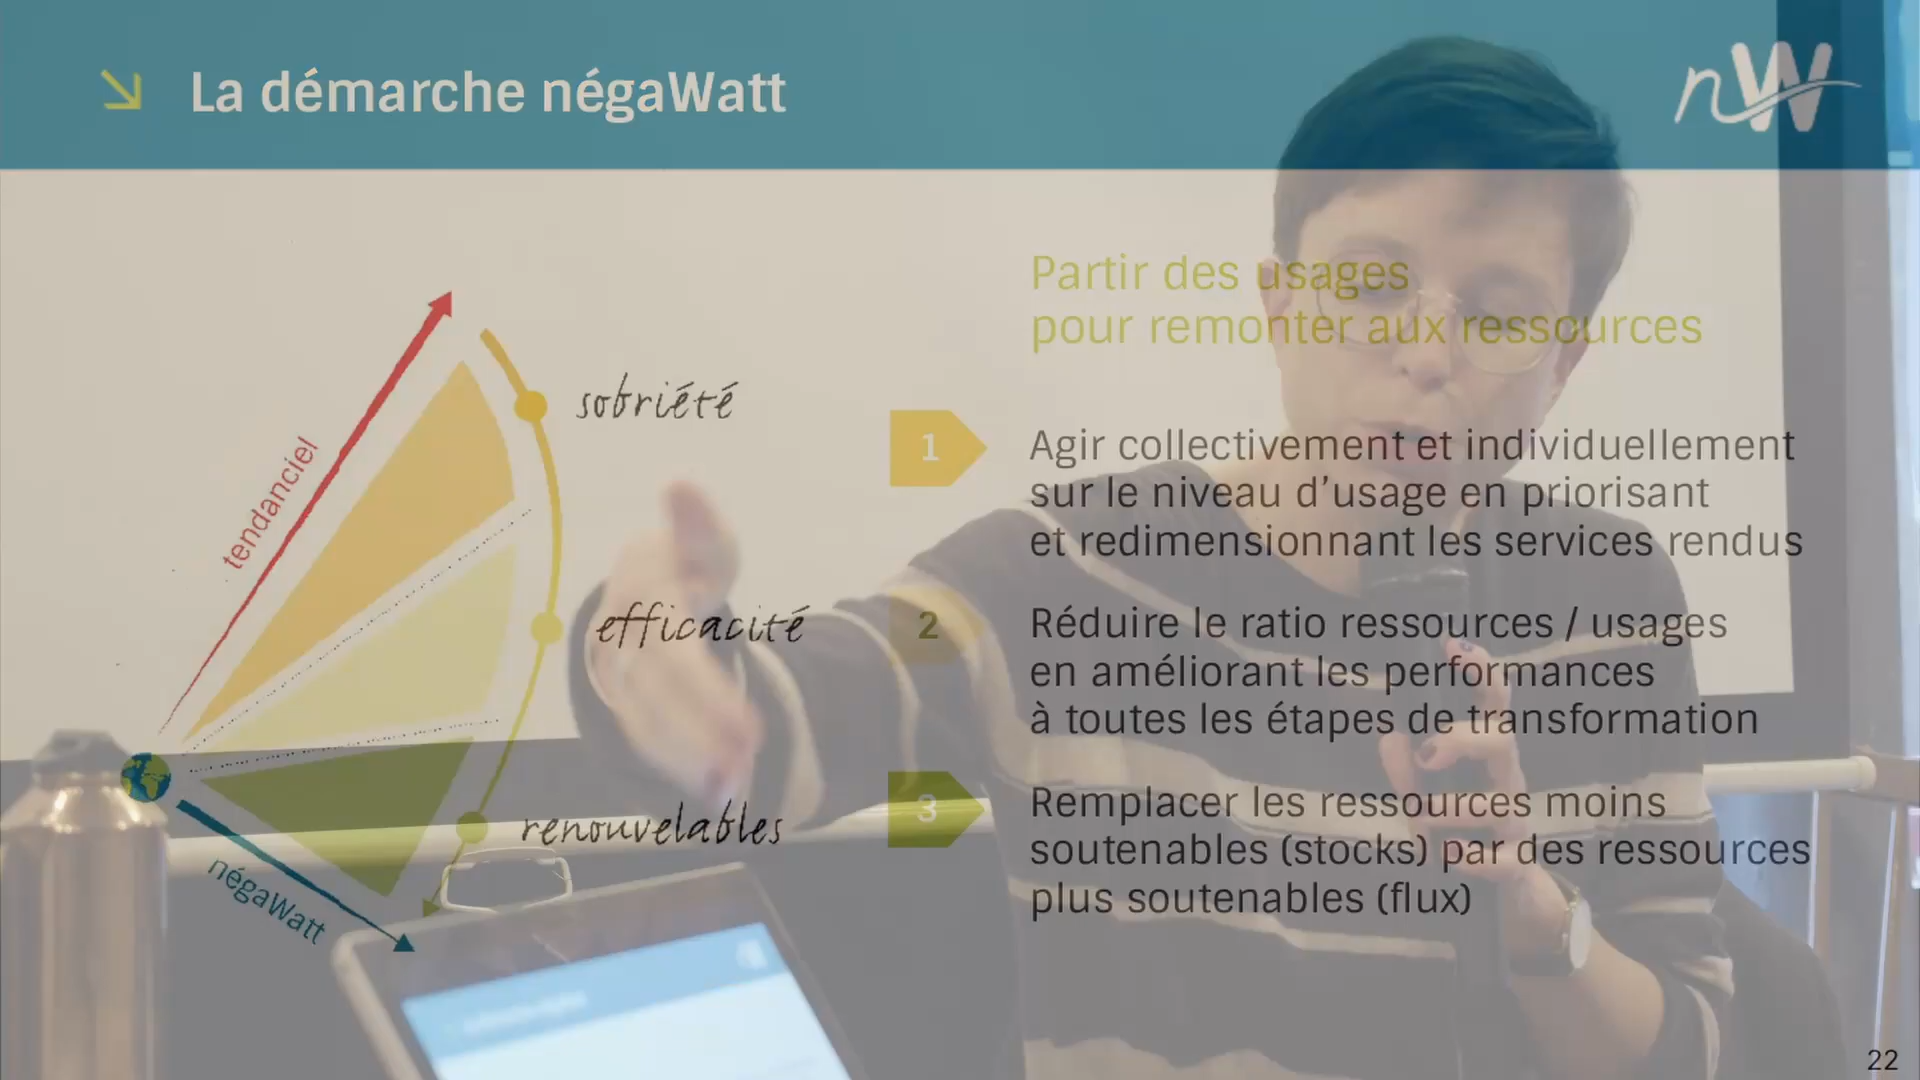 La démarche négaWatt
nW
Partir des usages
pour remonter aux ressources
tendanciel
sobriété
1
Agir collectivement et individuellement
sur le niveau d’usage en priorisant
et redimensionnant les services rendus
efficacité
2
Réduire le ratio ressources / usages
en améliorant les performances
à toutes les étapes de transformation
renouvelables
3
Remplacer les ressources moins
soutenables (stocks) par des ressources
plus soutenables (flux)
négaWatt
22